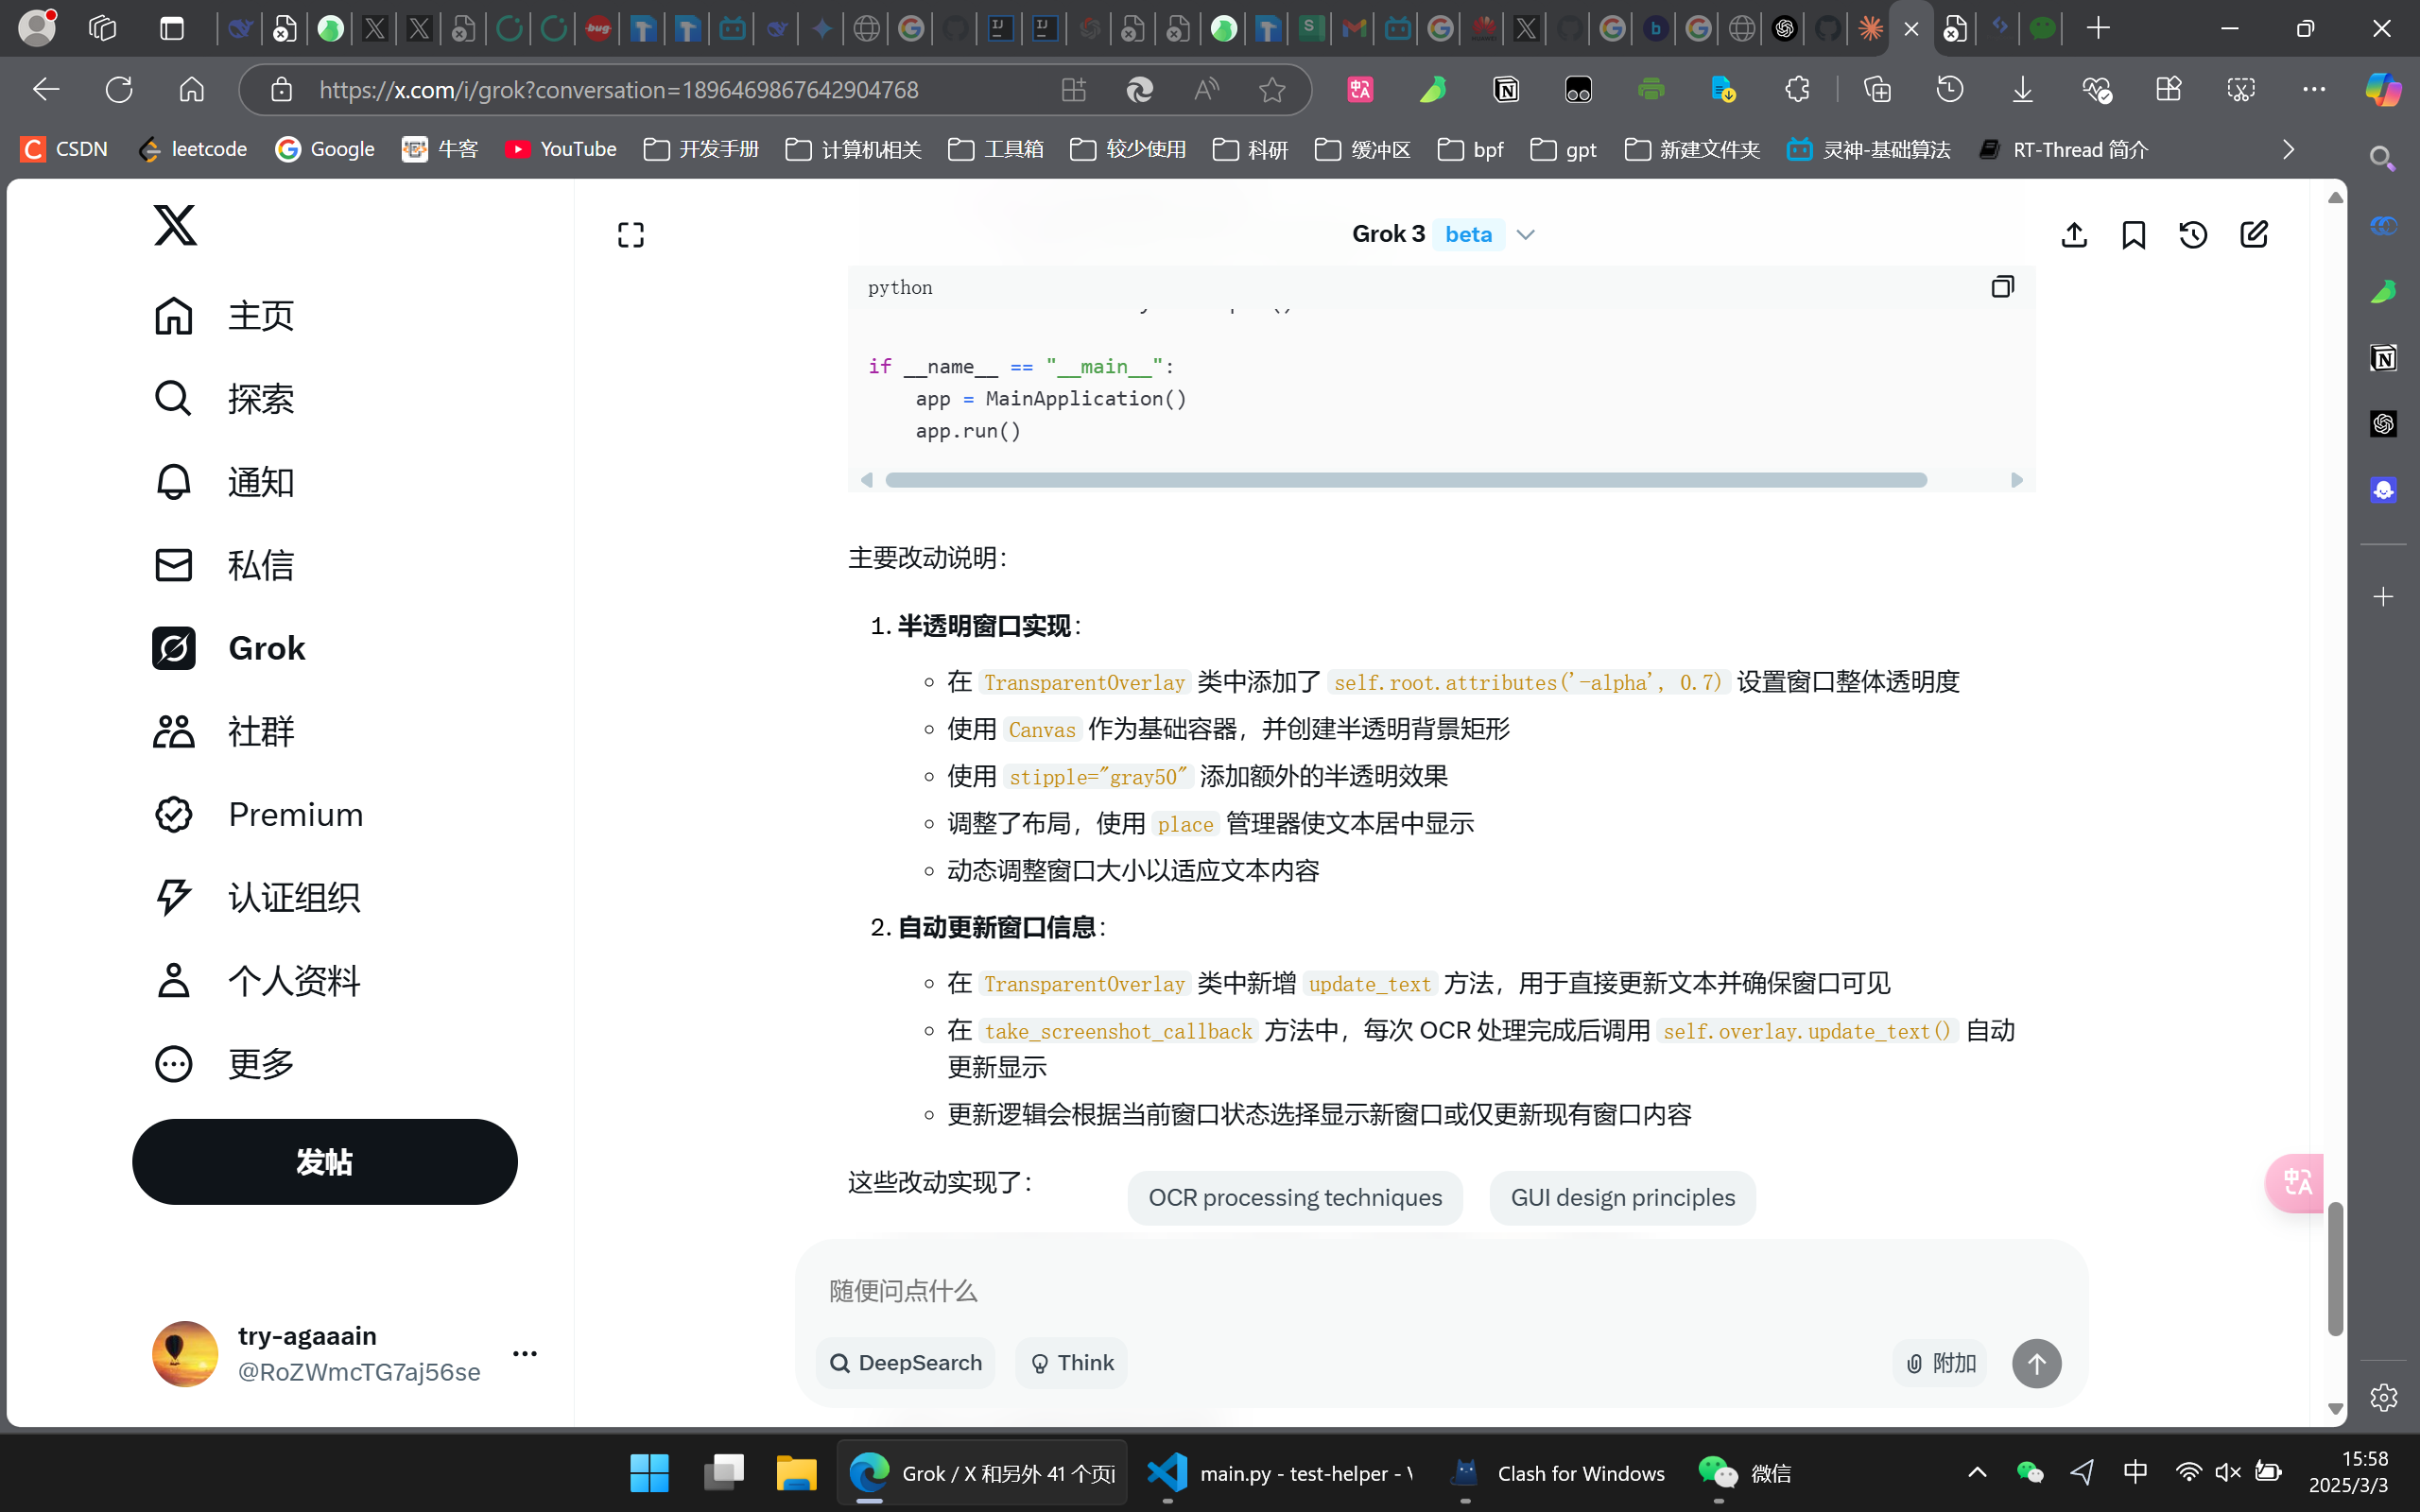 https://x.com/i/grok?conversation=1896469867642904768
CSDN
leetcode
Google
牛客
YouTube
开发手册
计算机相关
工具箱
较少使用
科研
缓冲区
bpf
gpt
新建文件夹
灵神-基础算法
RT-Thread 简介
Grok 3 beta
主页
探索
通知
私信
Grok
社群
Premium
认证组织
个人资料
更多
发帖
try-agaaain
@RoZWmcTG7aj56se
python
if __name__ == "__main__":
app = MainApplication()
app.run()
主要改动说明：
1. 半透明窗口实现：
在 TransparentOverlay 类中添加了 self.root.attributes('-alpha', 0.7) 设置窗口整体透明度
使用 Canvas 作为基础容器，并创建半透明背景矩形
使用 stipple="gray50" 添加额外的半透明效果
调整了布局，使用 place 管理器使文本居中显示
动态调整窗口大小以适应文本内容
2. 自动更新窗口信息：
在 TransparentOverlay 类中新增 update_text 方法，用于直接更新文本并确保窗口可见
在 take_screenshot_callback 方法中，每次 OCR 处理完成后调用 self.overlay.update_text() 自动
更新显示
更新逻辑会根据当前窗口状态选择显示新窗口或仅更新现有窗口内容
这些改动实现了：
OCR processing techniques
GUI design principles
随便问点什么
DeepSearch
Think
附加
Grok / X 和另外 41 个页
main.py - test-helper -
Clash for Windows
微信
中
15:58
2025/3/3